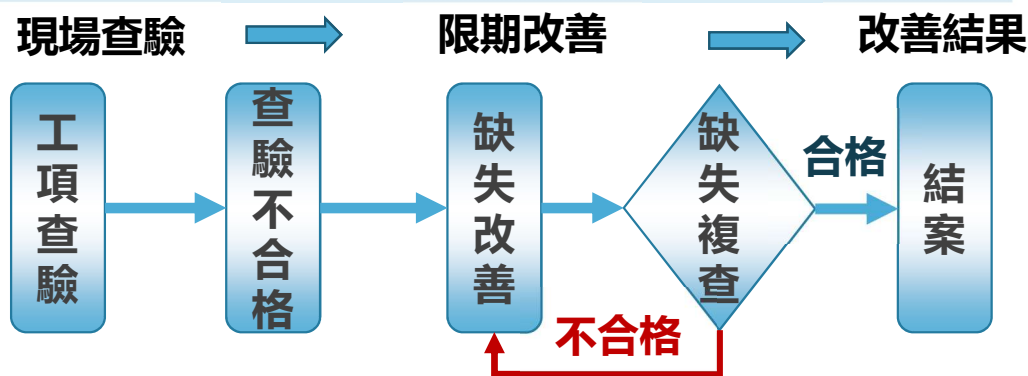 現場查驗
限期改善
改善結果
工項查驗
查驗不合格
缺失改善
缺失複查
合格
結案
不合格